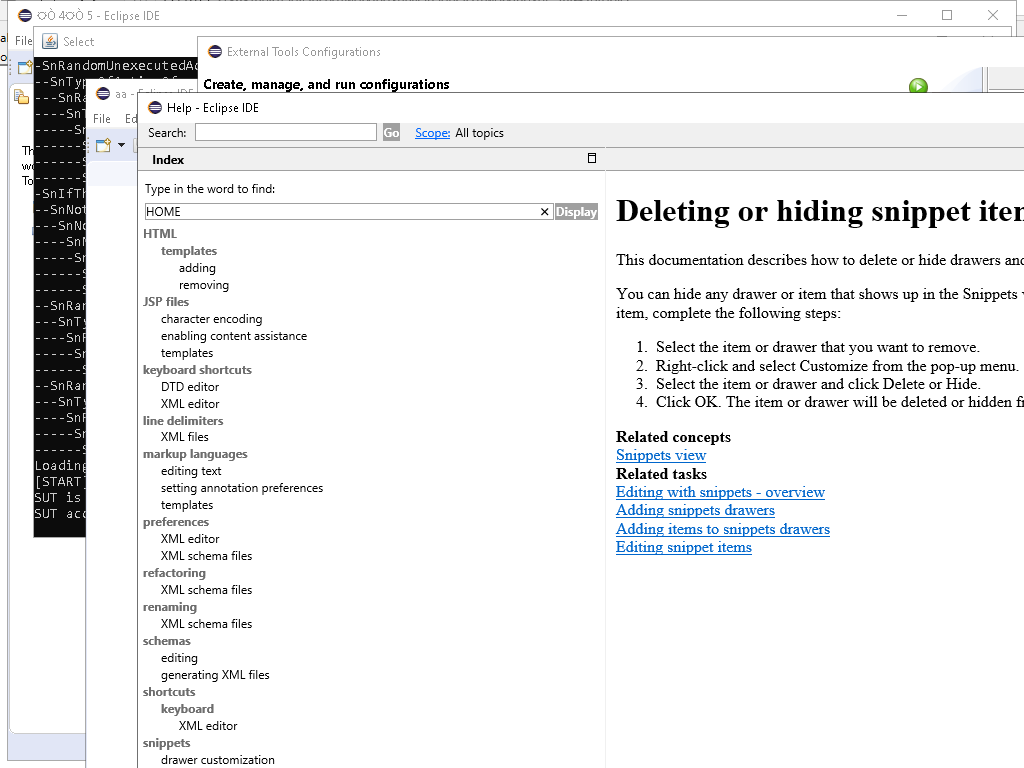 4 5 - Eclipse IDE
File
Select
External Tools Configurations
Create, manage, and run configurations
-SnRandomUnexecutedAc
--SnTyp
---SnRa
----SnT
-----Sn
------S
------S
------S
-SnIfTh
--SnNot
---SnNo
----SnN
-----Sn
------S
------S
--SnRan
---SnTy
----SnF
-----Sn
------S
--SnRan
---SnTy
----SnF
-----Sn
------S
Loading
[START]
SUT is
SUT acc
aa - Eclipse IDE
File Ed
Help - Eclipse IDE
Search:
Go
Scope: All topics
Index
Type in the word to find:
HOME
Display
HTML
templates
adding
removing
JSP files
character encoding
enabling content assistance
templates
keyboard shortcuts
DTD editor
XML editor
line delimiters
XML files
markup languages
editing text
setting annotation preferences
templates
preferences
XML editor
XML schema files
refactoring
XML schema files
renaming
XML schema files
schemas
editing
generating XML files
shortcuts
keyboard
XML editor
snippets
drawer customization
Deleting or hiding snippet iter
This documentation describes how to delete or hide drawers and
You can hide any drawer or item that shows up in the Snippets v
item, complete the following steps:
1. Select the item or drawer that you want to remove.
2. Right-click and select Customize from the pop-up menu.
3. Select the item or drawer and click Delete or Hide.
4. Click OK. The item or drawer will be deleted or hidden fr
Related concepts
Snippets view
Related tasks
Editing with snippets - overview
Adding snippets drawers
Adding items to snippets drawers
Editing snippet items